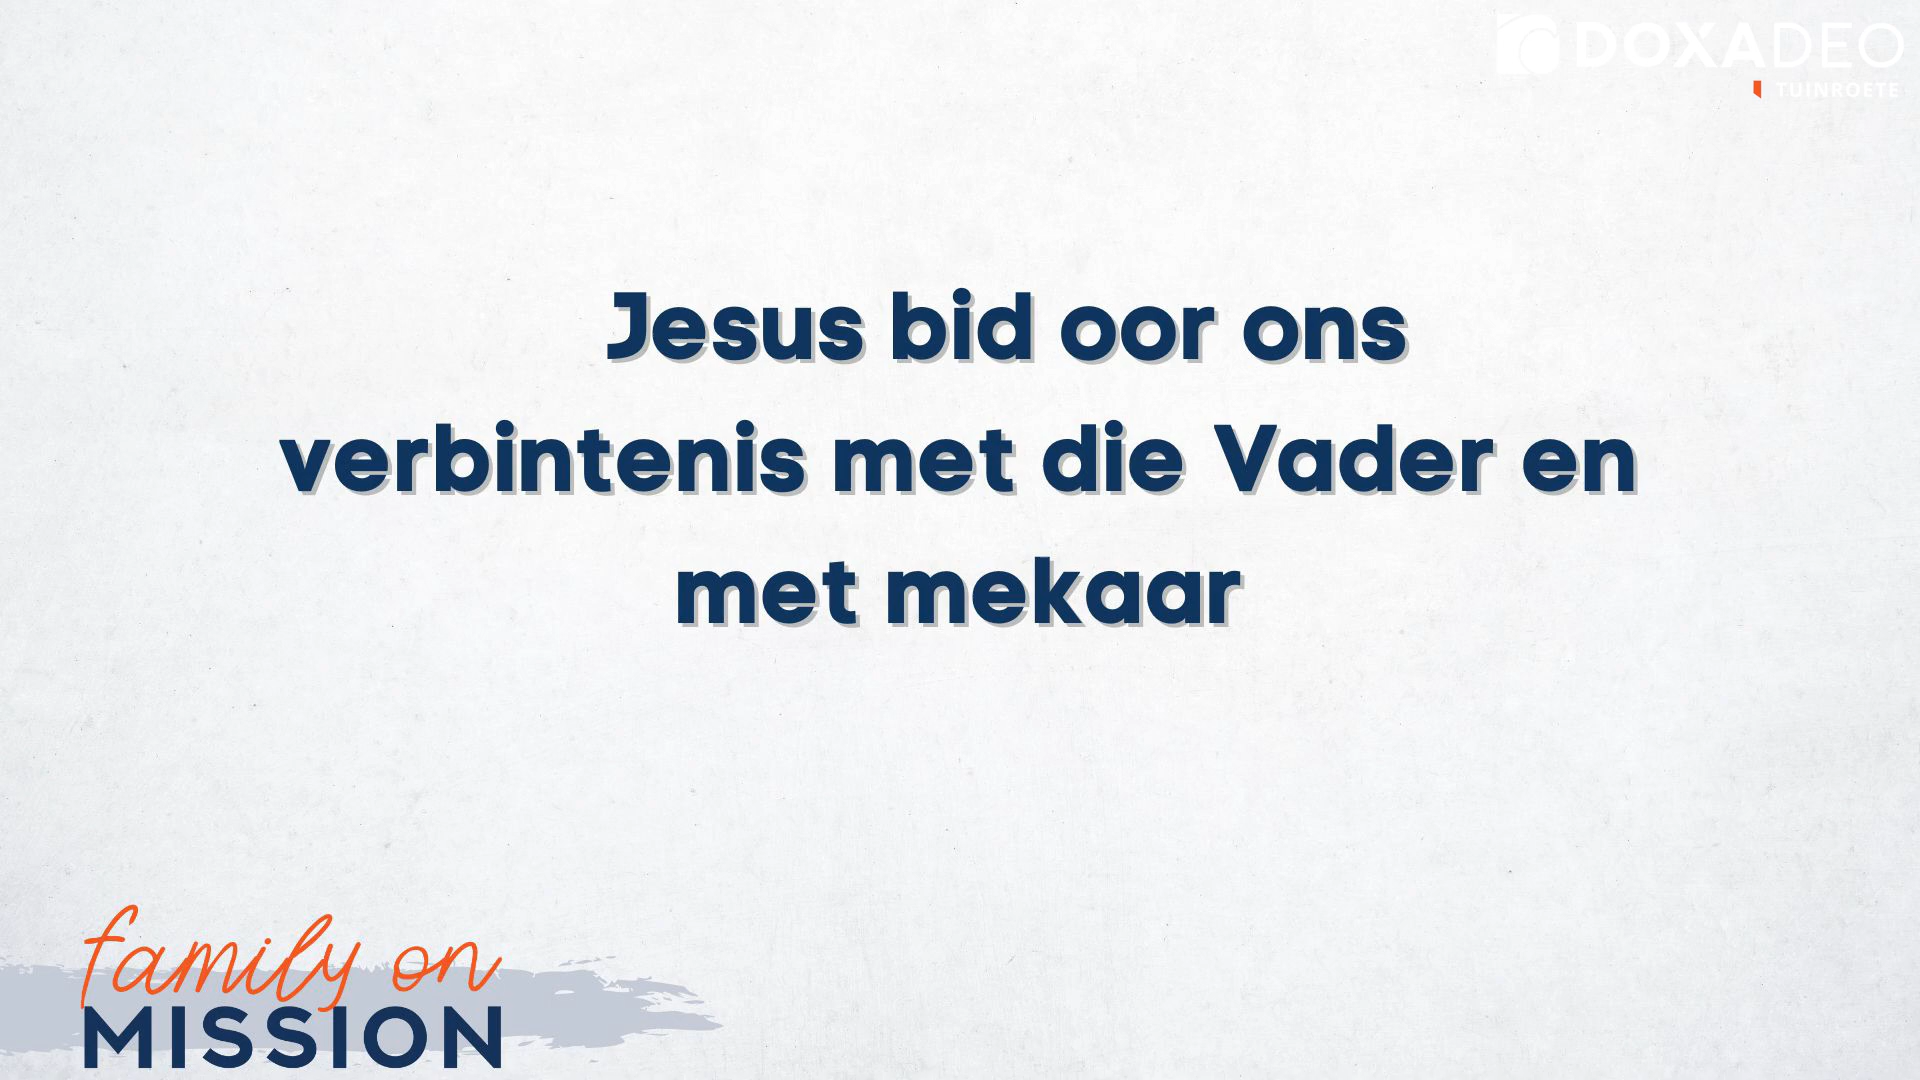 DOXADEO
TUINROETE
Jesus bid oor ons
verbintenis met die Vader en
met mekaar
family on
MISSION